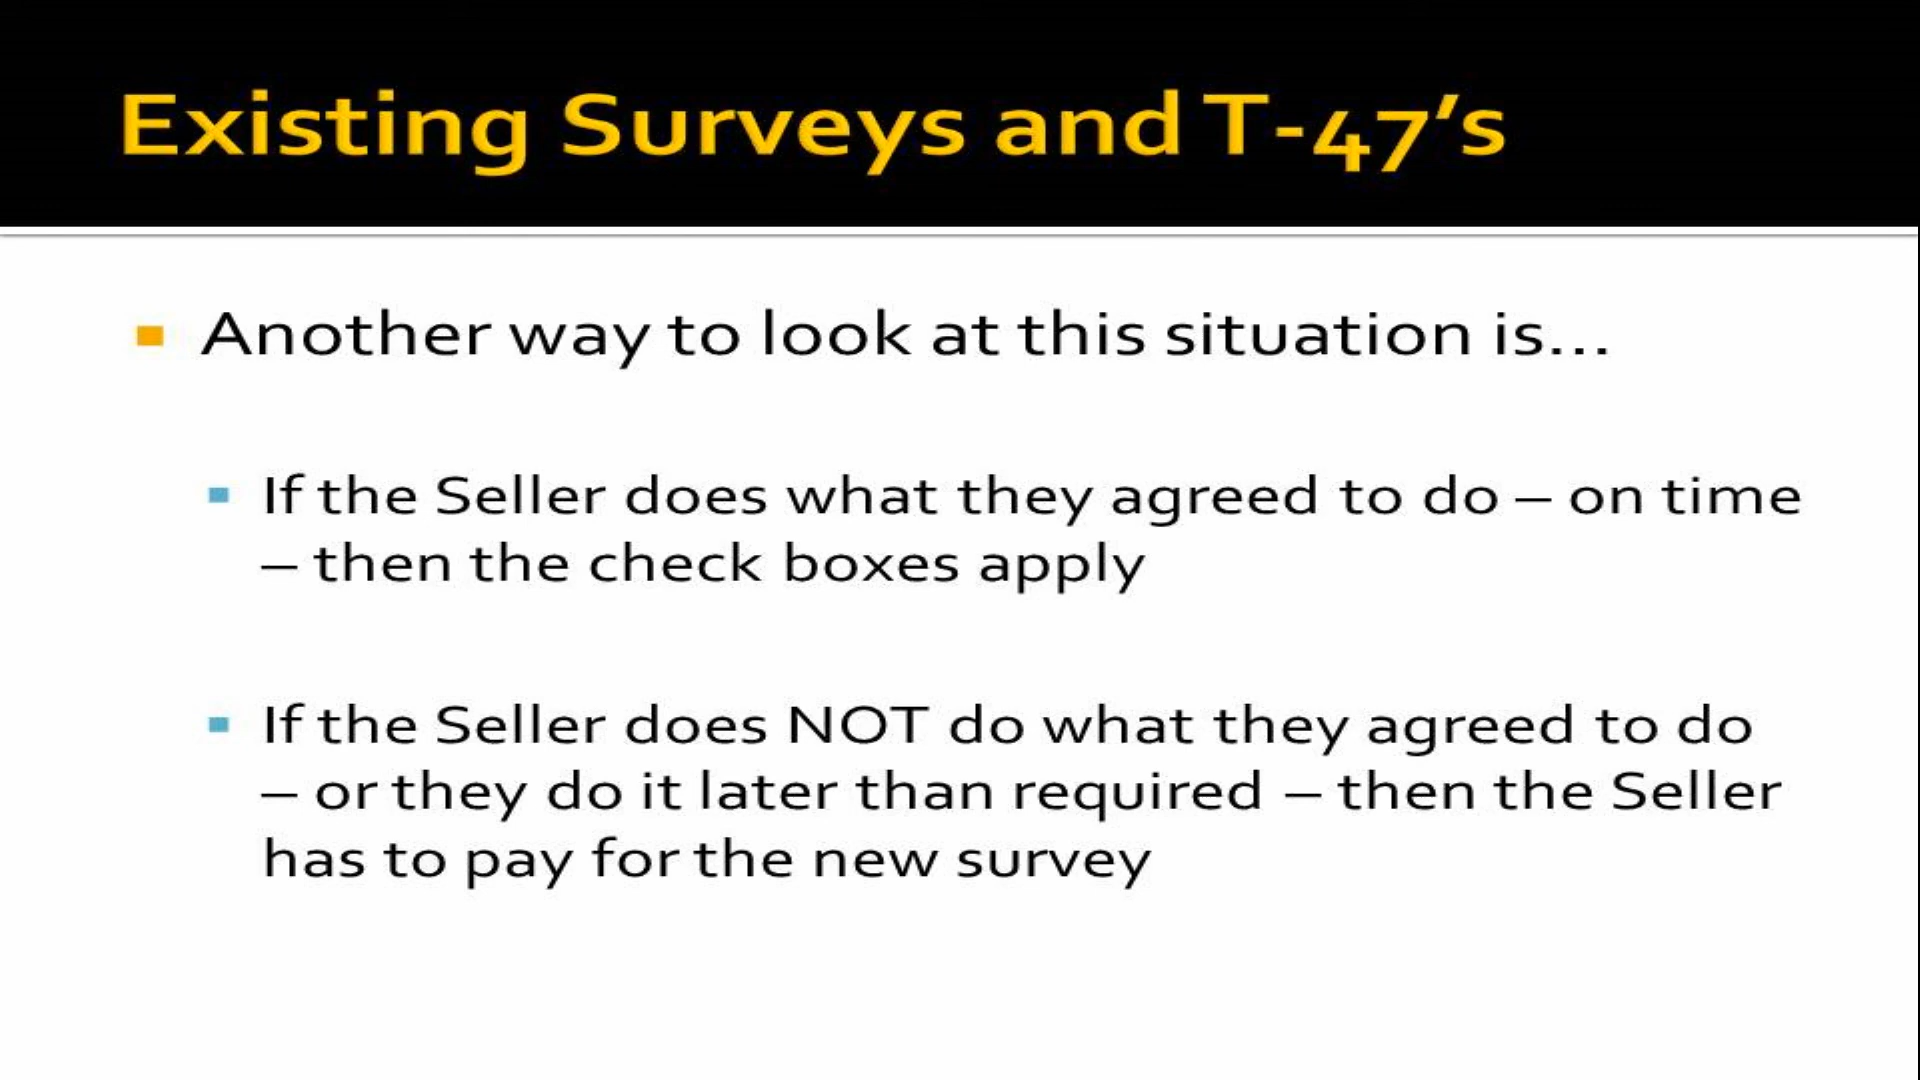 Existing Surveys and T-47’s
Another way to look at this situation is...
If the Seller does what they agreed to do – on time
– then the check boxes apply
If the Seller does NOT do what they agreed to do
– or they do it later than required – then the Seller
has to pay for the new survey